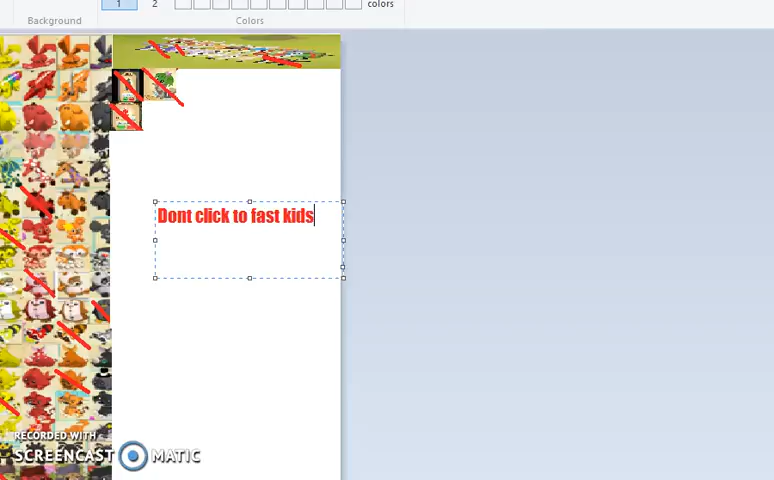 1 2 colors
Background Colors
Dont click to fast kids
RECORDED WITH
SCREENCAST MATIC